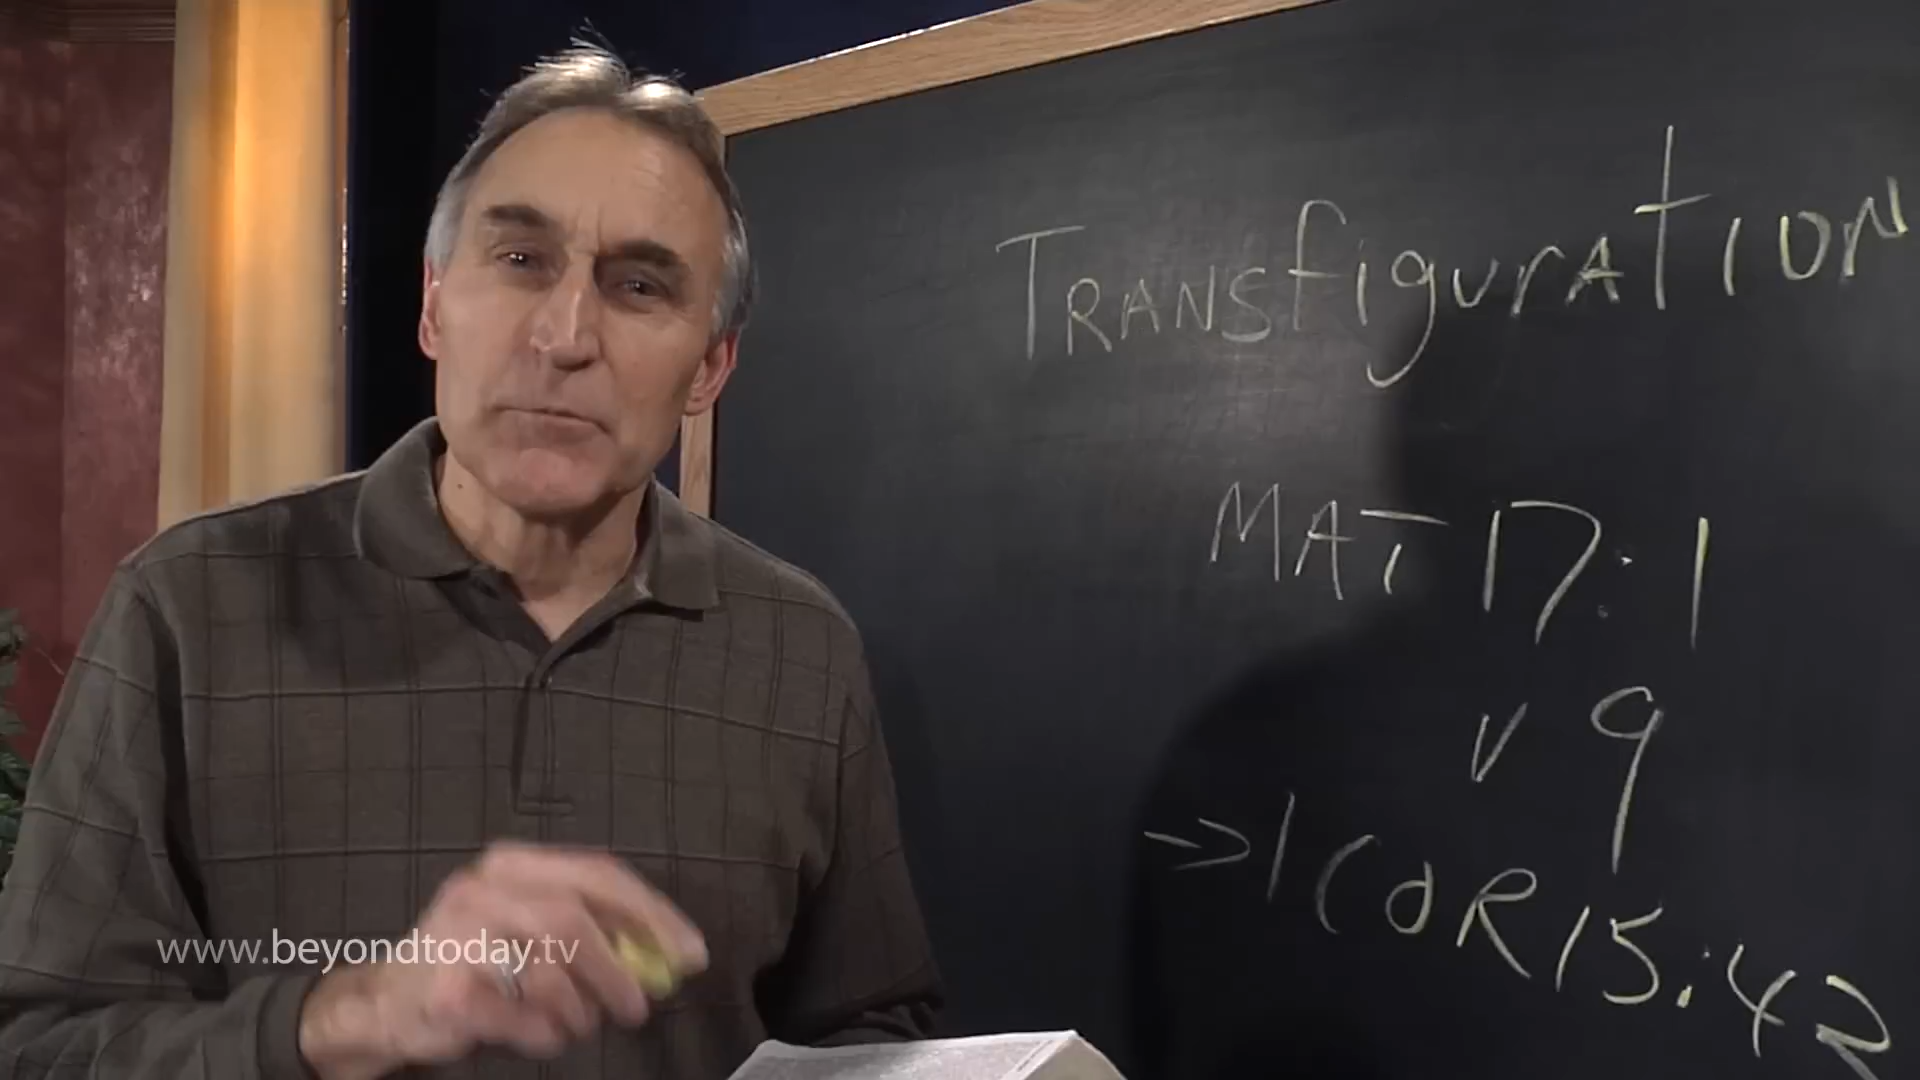 TRANSfigurATION
MAT 17:1
v 9
→ 1 COR 15:42
www.beyondtoday.tv